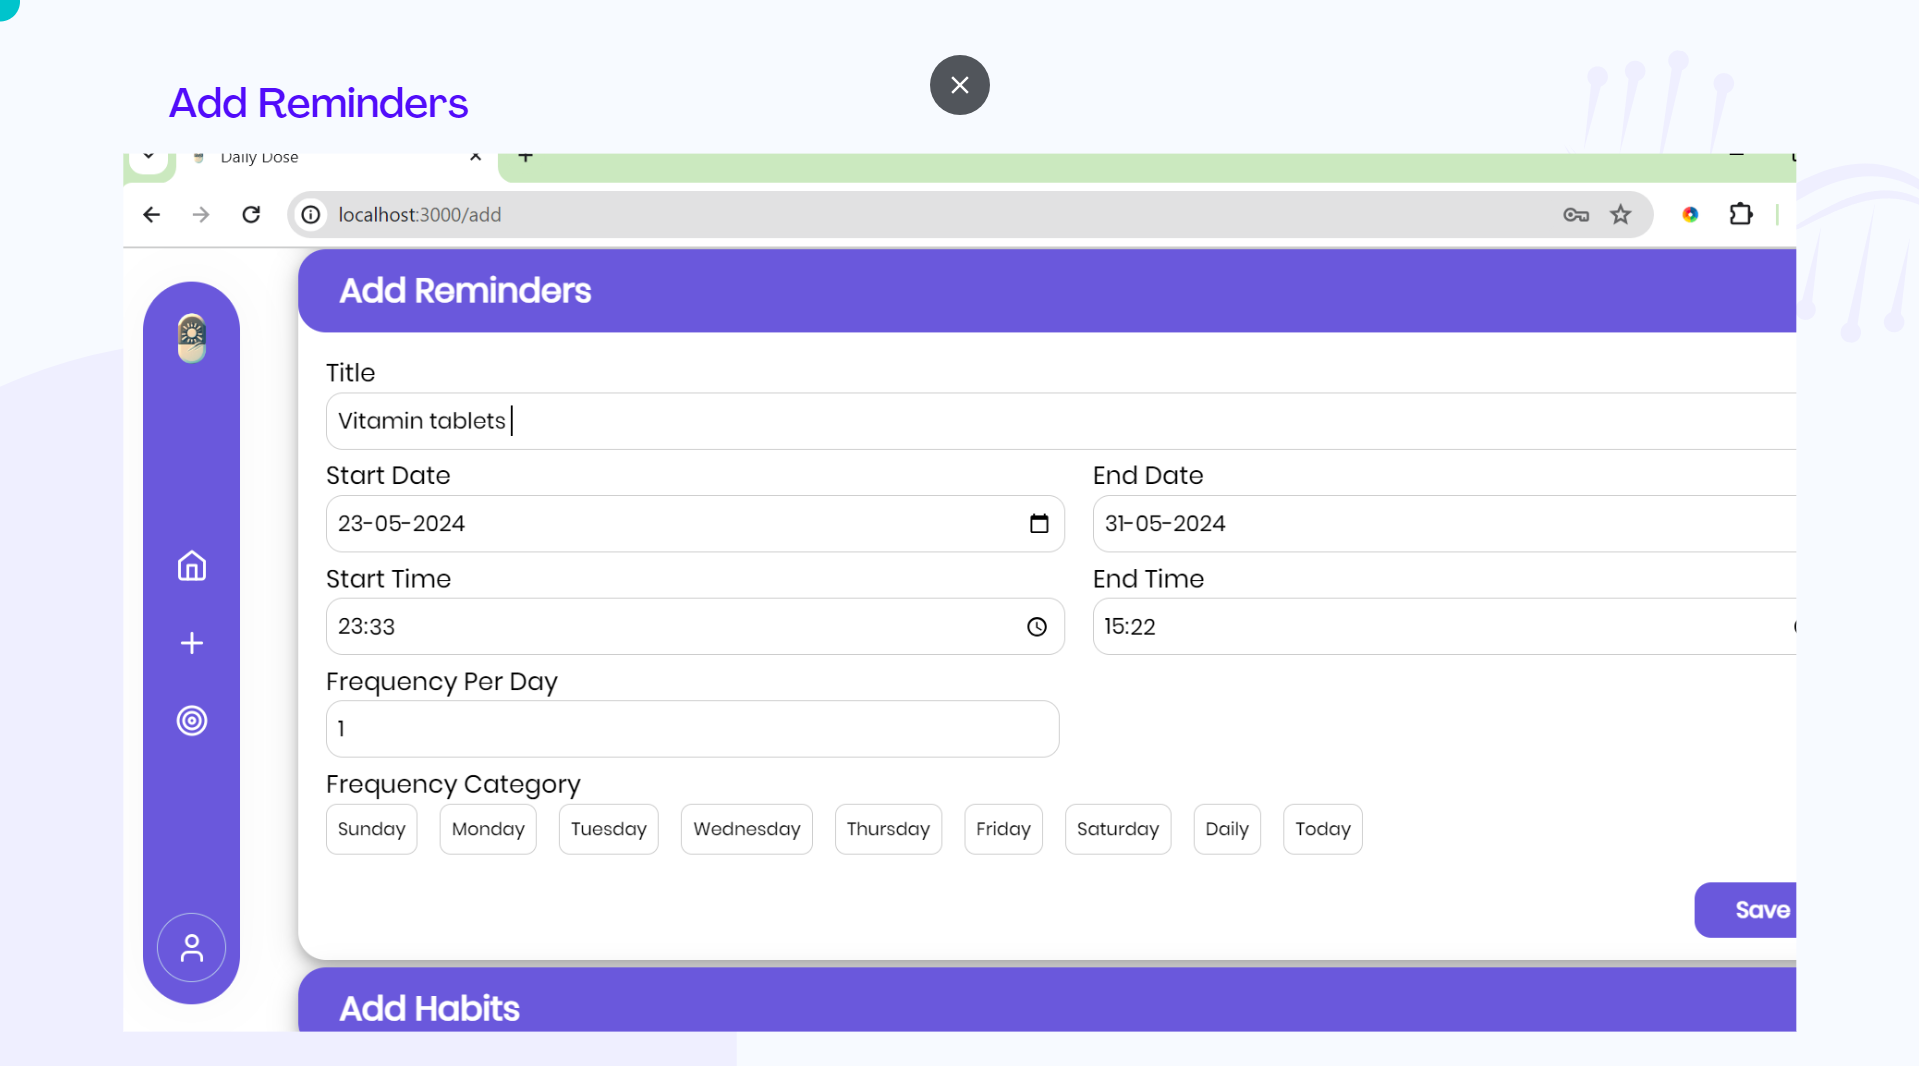 Add Reminders
Daily Dose
localhost:3000/add
Add Reminders
Title
Vitamin tablets
Start Date End Date
23-05-2024 31-05-2024
Start Time End Time
23:33 15:22
Frequency Per Day
1
Frequency Category
Sunday Monday Tuesday Wednesday Thursday Friday Saturday Daily Today
Save
Add Habits